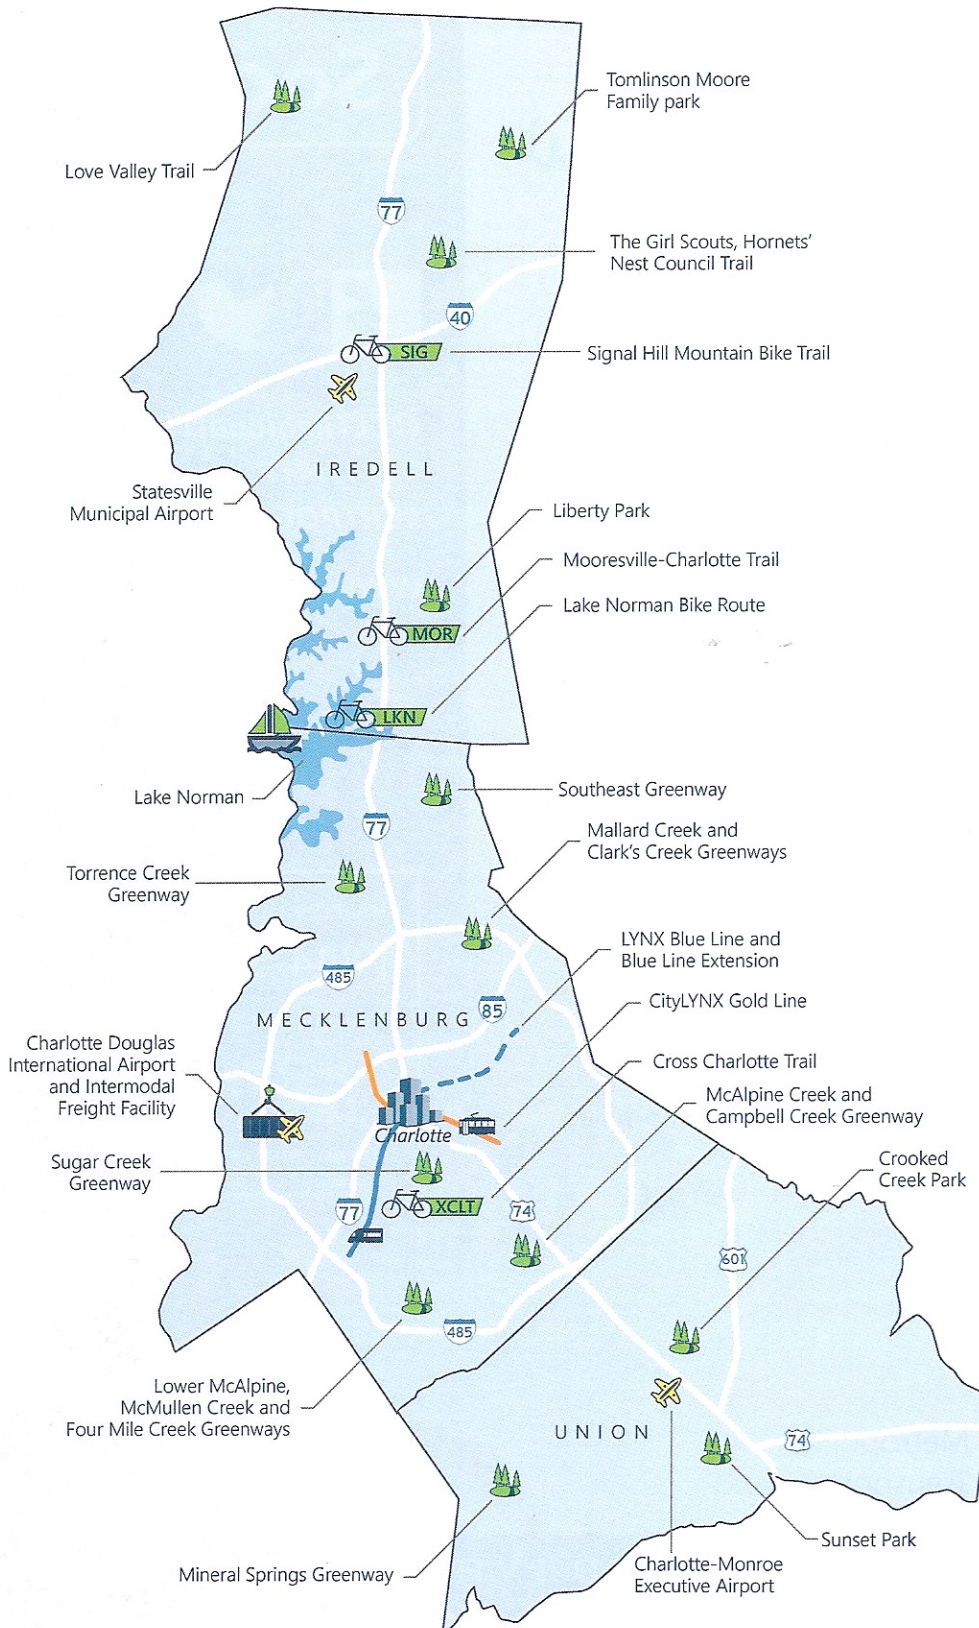 Tomlinson Moore
Family park
Love Valley Trail
77
The Girl Scouts, Hornets'
Nest Council Trail
40
SIG
Signal Hill Mountain Bike Trail
IREDELL
Statesville
Municipal Airport
Liberty Park
Mooresville-Charlotte Trail
Lake Norman Bike Route
MOR
LKN
Lake Norman
Southeast Greenway
77
Mallard Creek and
Clark's Creek Greenways
Torrence Creek
Greenway
LYNX Blue Line and
Blue Line Extension
485
CityLYNX Gold Line
85
MECKLENBURG
Charlotte Douglas
International Airport
and Intermodal
Freight Facility
Cross Charlotte Trail
McAlpine Creek and
Campbell Creek Greenway
Charlotte
Sugar Creek
Greenway
Crooked
Creek Park
XCLT
77
74
601
485
Lower McAlpine,
McMullen Creek and
Four Mile Creek Greenways
UNION
74
Sunset Park
Mineral Springs Greenway
Charlotte-Monroe
Executive Airport